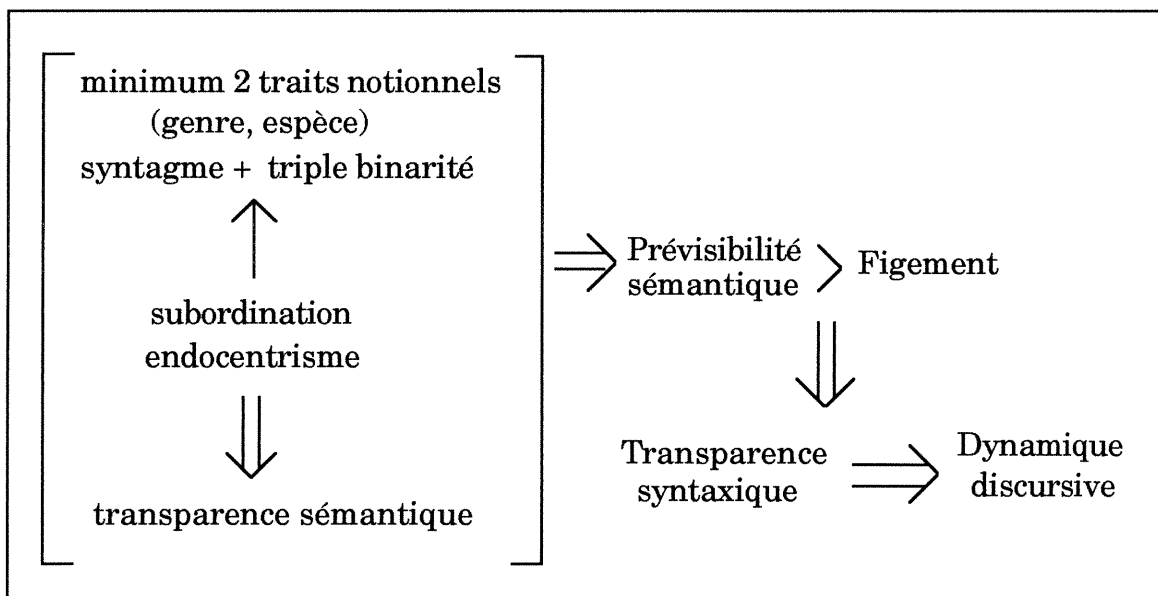 minimum 2 traits notionnels
(genre, espèce)
syntagme + triple binarité
subordination
endocentrisme
transparence sémantique
Prévisibilité
sémantique
> Figement
Transparence
syntaxique
Dynamique
discursive